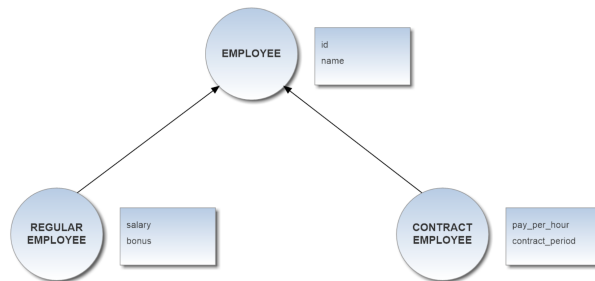 EMPLOYEE
id
name
REGULAR
EMPLOYEE
salary
bonus
CONTRACT
EMPLOYEE
pay_per_hour
contract_period